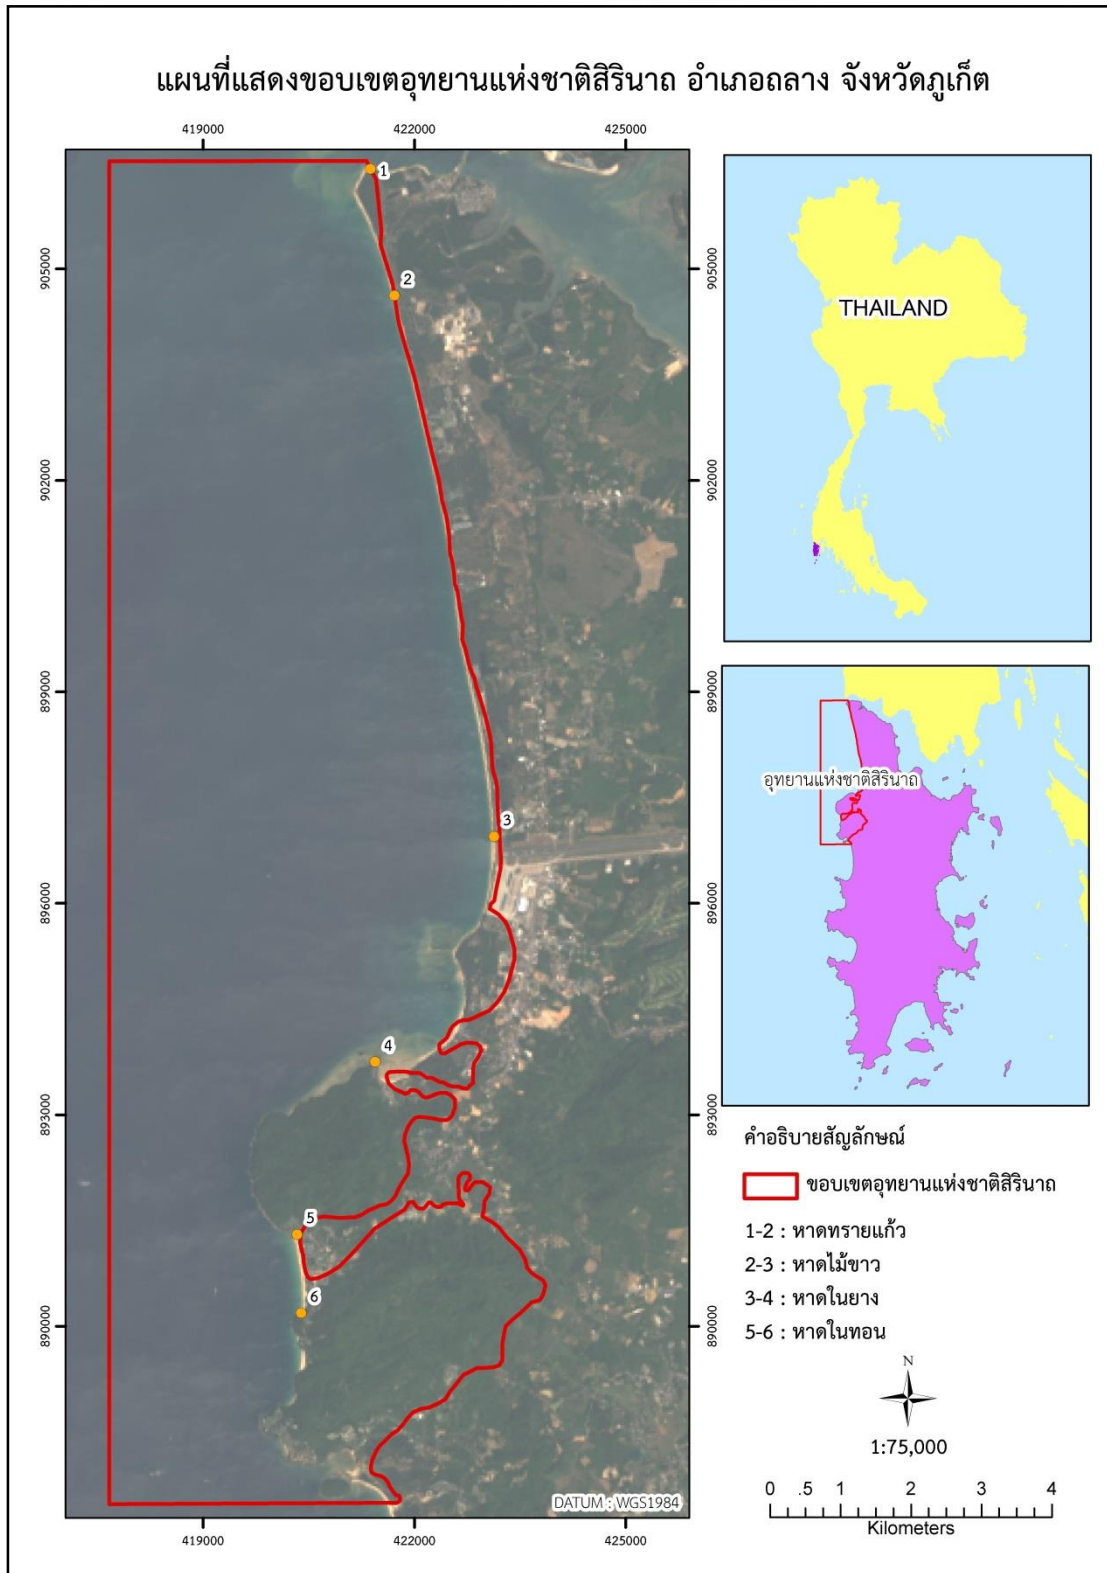 แผนที่แสดงขอบเขตอุทยานแห่งชาติสิรินาถ อำเภอถลาง จังหวัดภูเก็ต
419000 422000 425000
1
905000 905000
2
THAILAND
902000 902000
899000 899000
อุทยานแห่งชาติสิรินาถ
3
896000 896000
4
893000 893000
คำอธิบายสัญลักษณ์
ขอบเขตอุทยานแห่งชาติสิรินาถ
5
1-2 : หาดทรายแก้ว
2-3 : หาดไม้ขาว
6
3-4 : หาดในยาง
890000 890000
5-6 : หาดในทอน
N
1:75,000
0 .5 1 2 3 4
Kilometers
DATUM : WGS1984
419000 422000 425000